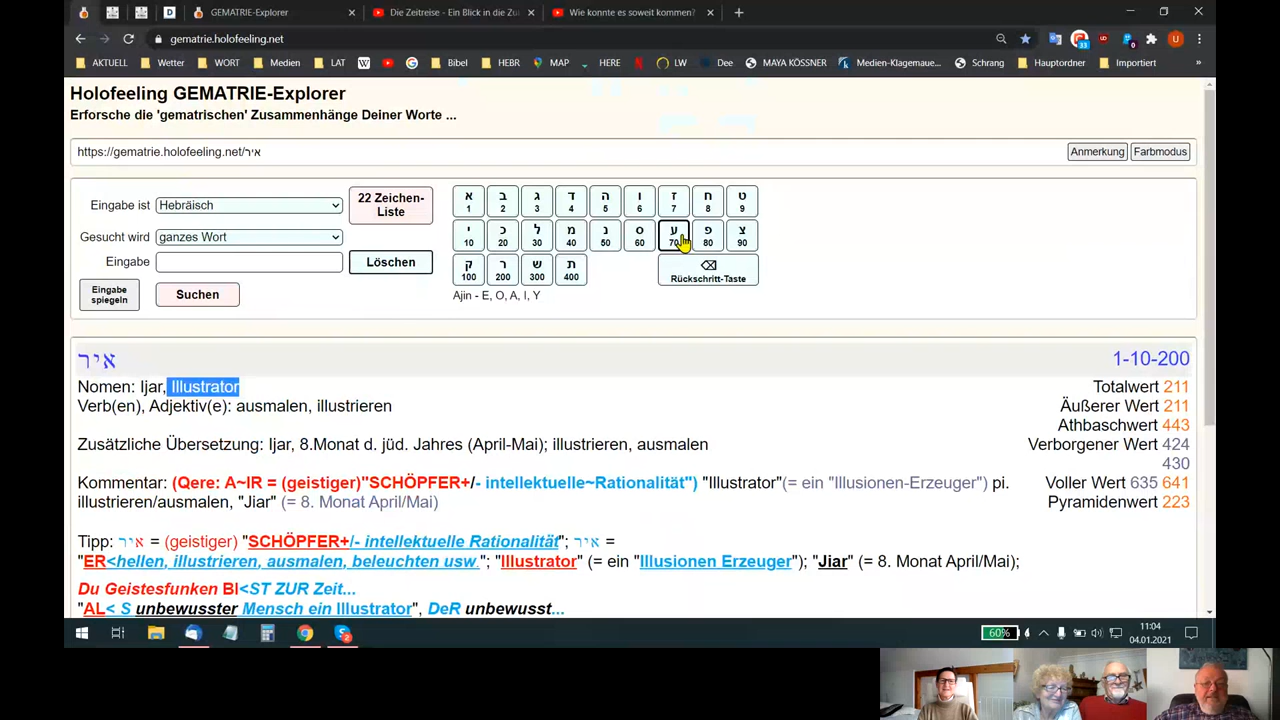 GEMATRIE-Explorer
Die Zeitreise - Ein Blick in die Zu
Wie konnte es soweit kommen?
gematrie.holofeeling.net
AKTUELL Wetter WORT Medien LAT Bibel HEBR MAP HERE LW Dee MAYA KÖSSNER Medien-Klagemaue... Schrang Hauptordner Importiert
Holofeeling GEMATRIE-Explorer
Erforsche die 'gematrischen' Zusammenhänge Deiner Worte ...
https://gematrie.holofeeling.net/איר
Anmerkung Farbmodus
Eingabe ist Hebräisch
22 Zeichen-Liste
Gesucht wird ganzes Wort
Eingabe
Löschen
Eingabe spiegeln
Suchen
א ב ג ד ה ו ז ח ט
1 2 3 4 5 6 7 8 9
י כ ל מ נ ס ע פ צ
10 20 30 40 50 60 70 80 90
ק ר ש ת
100 200 300 400
Rückschritt-Taste
Ajin - E, O, A, I, Y
איר 1-10-200
Nomen: Ijar, Illustrator
Verb(en), Adjektiv(e): ausmalen, illustrieren
Zusätzliche Übersetzung: Ijar, 8.Monat d. jüd. Jahres (April-Mai); illustrieren, ausmalen
Kommentar: (Qere: A~IR = (geistiger)"SCHÖPFER+/- intellektuelle~Rationalität") "Illustrator"(= ein "Illusionen-Erzeuger") pi.
illustrieren/ausmalen, "Jiar" (= 8. Monat April/Mai)
Tipp: איר = (geistiger) "SCHÖPFER+/- intellektuelle Rationalität"; איר =
"ER<hellen, illustrieren, ausmalen, beleuchten usw."; "Illustrator" (= ein "Illusionen Erzeuger"); "Jiar" (= 8. Monat April/Mai);
Du Geistesfunken BI<ST ZUR Zeit...
"AL< S unbewusster Mensch ein Illustrator", DeR unbewusst...
Totalwert 211
Äußerer Wert 211
Athbaschwert 443
Verborgener Wert 424
430
Voller Wert 635 641
Pyramidenwert 223
60%
11:04
04.01.2021